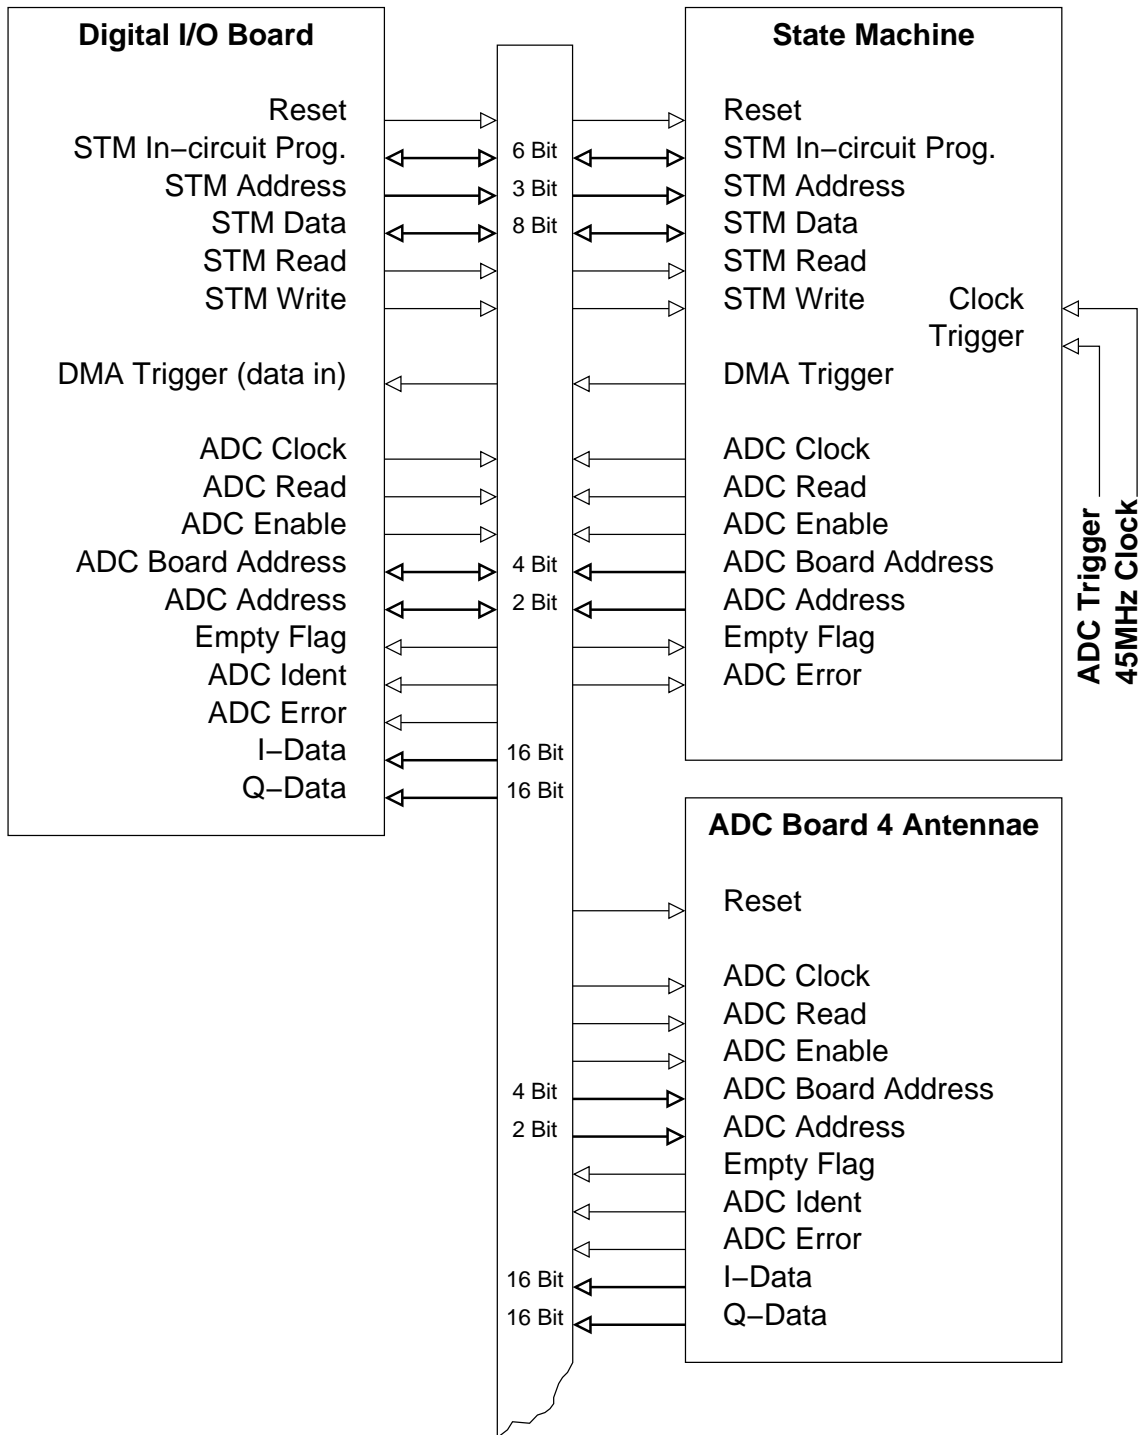 Digital I/O Board
Reset
STM In−circuit Prog.
STM Address
STM Data
STM Read
STM Write
DMA Trigger (data in)
ADC Clock
ADC Read
ADC Enable
ADC Board Address
ADC Address
Empty Flag
ADC Ident
ADC Error
I−Data
Q−Data
6 Bit
3 Bit
8 Bit
4 Bit
2 Bit
16 Bit
16 Bit
4 Bit
2 Bit
16 Bit
16 Bit
State Machine
Reset
STM In−circuit Prog.
STM Address
STM Data
STM Read
STM Write
Clock
Trigger
DMA Trigger
ADC Clock
ADC Read
ADC Enable
ADC Board Address
ADC Address
Empty Flag
ADC Error
ADC Trigger
45MHz Clock
ADC Board 4 Antennae
Reset
ADC Clock
ADC Read
ADC Enable
ADC Board Address
ADC Address
Empty Flag
ADC Ident
ADC Error
I−Data
Q−Data